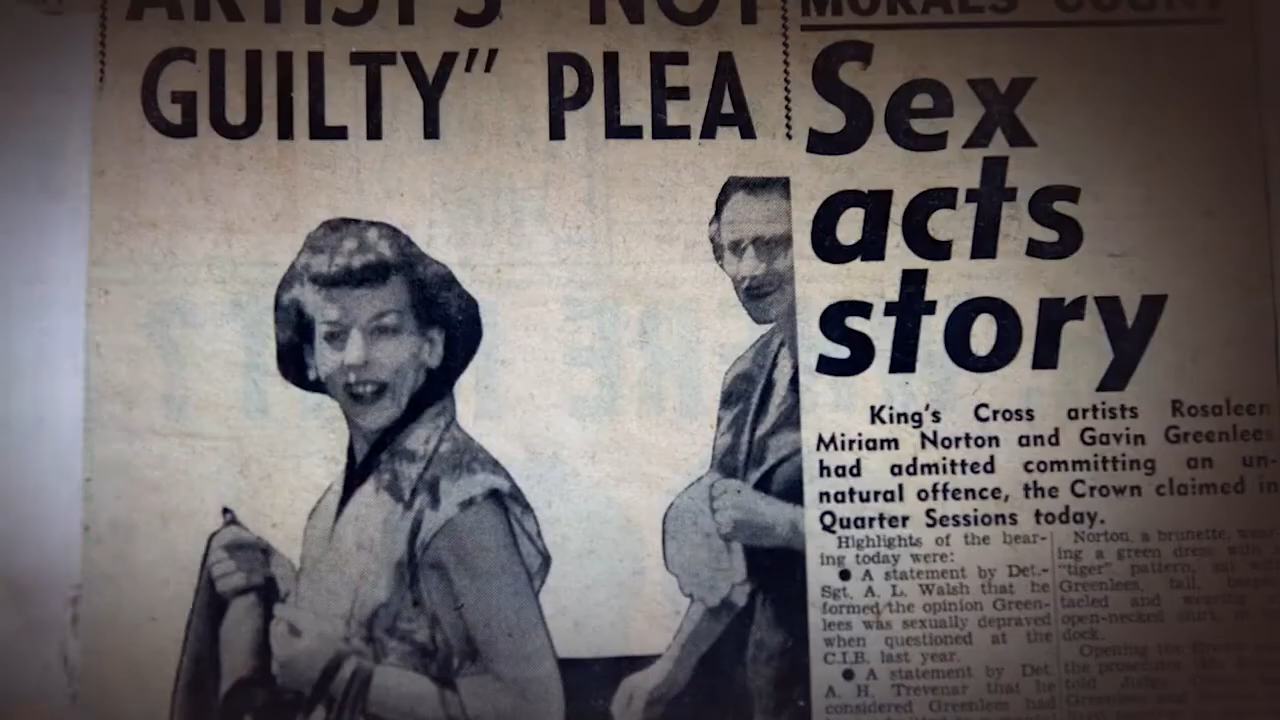 ARTIST'S "NOT
GUILTY" PLEA
MORALS COURT
Sex
acts
story
King's Cross artists Rosaleen
Miriam Norton and Gavin Greenlees
had admitted committing an un-
natural offence, the Crown claimed in
Quarter Sessions today.
Highlights of the hear-
ing today were:
● A statement by Det.-
Sgt. A. L. Walsh that he
formed the opinion Green-
lees was sexually depraved
when questioned at the
C.I.B. last year.
● A statement by Det.
A. H. Trevenar that he
considered Greenlees had
Norton, a brunette, wear-
ing a green dress with a
"tiger" pattern, sat with
Greenlees, tall, bespec-
tacled and wearing
open-necked shirt, in
dock.
Opening the
the prosecutor
told Judge
Greenlees and